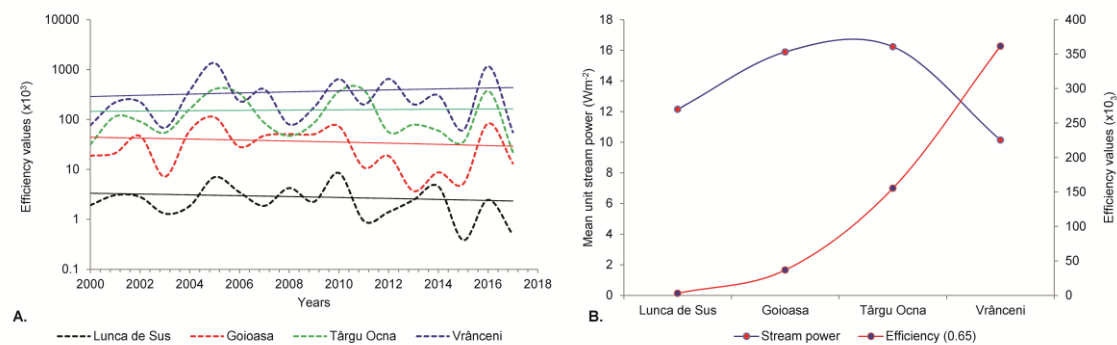 10000
1000
100
10
1
0.1
Efficiency values (x10³)
2000 2002 2004 2006 2008 2010 2012 2014 2016 2018
Years
A.
Lunca de Sus Goioasa Târgu Ocna Vrânceni
18
16
14
12
10
8
6
4
2
0
Mean unit stream power (Wm⁻²)
400
350
300
250
200
150
100
50
0
Efficiency values (x10₃)
Lunca de Sus Goioasa Târgu Ocna Vrânceni
B.
Stream power Efficiency (0.65)